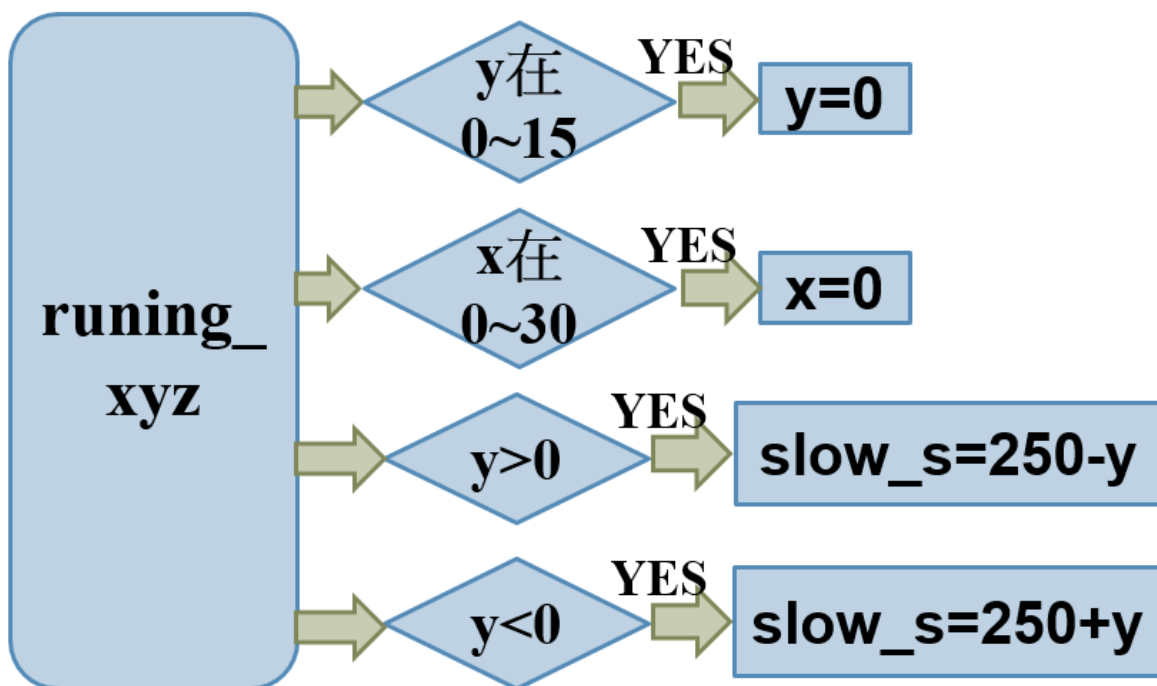 runing_
xyz
y在
0~15
YES
y=0
x在
0~30
YES
x=0
y>0
YES
slow_s=250-y
y<0
YES
slow_s=250+y